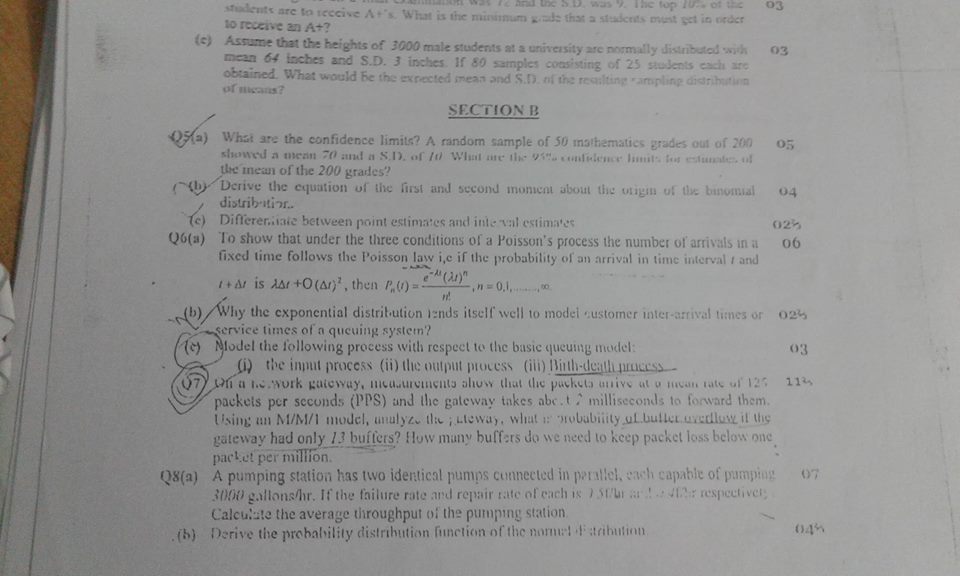 S.D. was 9. The top 10% of the 03
students are to receive A+'s. What is the minimum grade that a students must get in order
to receive an A+?
(c) Assume that the heights of 3000 male students at a university are normally distributed with 03
mean 64 inches and S.D. 3 inches. If 80 samples consisting of 25 students each are
obtained. What would be the expected mean and S.D. of the resulting sampling distribution
of means?
SECTION B
Q5(a) What are the confidence limits? A random sample of 50 mathematics grades out of 200 05
showed a mean 70 and a S.D. of 10. What are the 95% confidence limits for estimates of
the mean of the 200 grades?
(b) Derive the equation of the first and second moment about the origin of the binomial 04
distribution.
(c) Differentiate between point estimates and interval estimates 02½
Q6(a) To show that under the three conditions of a Poisson's process the number of arrivals in a 06
fixed time follows the Poisson law i,e if the probability of an arrival in time interval t and
t + Δt is λΔt +O(Δt)², then Pₙ(t) = e^-λt (λt)^n / n! , n = 0,1,........,∞
(b) Why the exponential distribution lends itself well to model customer inter-arrival times or 02½
service times of a queuing system?
(c) Model the following process with respect to the basic queuing model: 03
(i) the input process (ii) the output process (iii) Birth-death process
Q7 On a network gateway, measurements show that the packets arrive at a mean rate of 125 11½
packets per seconds (PPS) and the gateway takes about 2 milliseconds to forward them.
Using an M/M/1 model, analyze the gateway, what is probability of buffer overflow if the
gateway had only 13 buffers? How many buffers do we need to keep packet loss below one
packet per million.
Q8(a) A pumping station has two identical pumps connected in parallel, each capable of pumping 07
3000 gallons/hr. If the failure rate and repair rate of each is respectively
Calculate the average throughput of the pumping station.
(b) Derive the probability distribution function of the normal distribution 04½